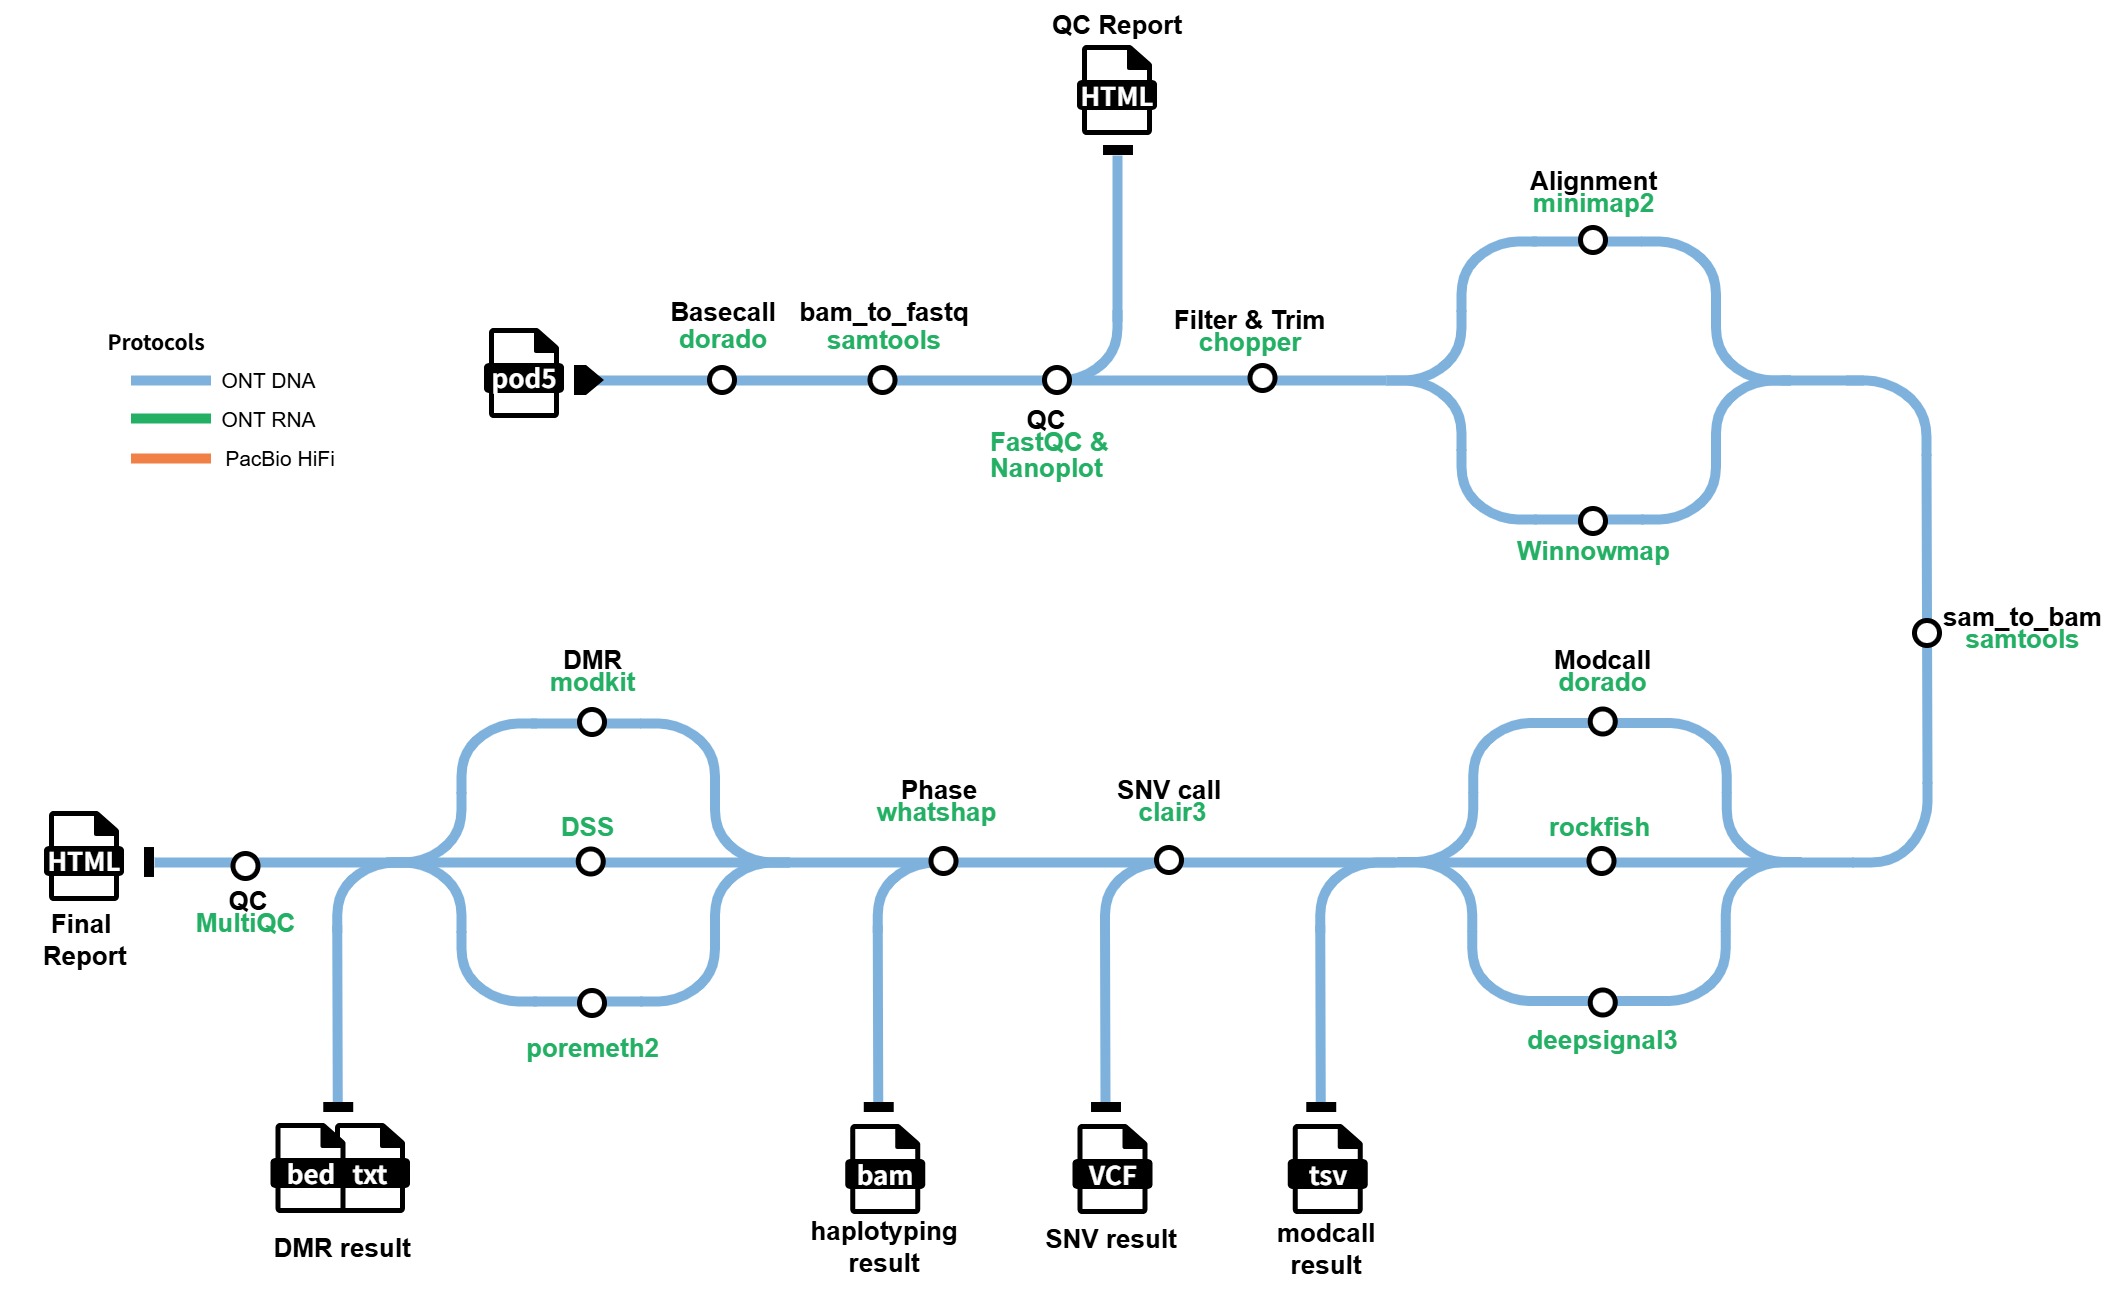 QC Report
HTML
Alignment
minimap2
Basecall
dorado
bam_to_fastq
samtools
Filter & Trim
chopper
Protocols
ONT DNA
ONT RNA
PacBio HiFi
pod5
QC
FastQC &
Nanoplot
Winnowmap
sam_to_bam
samtools
DMR
modkit
Modcall
dorado
Phase
whatshap
SNV call
clair3
DSS
rockfish
HTML
Final
Report
QC
MultiQC
poremeth2
deepsignal3
bed
txt
DMR result
bam
haplotyping
result
VCF
SNV result
tsv
modcall
result